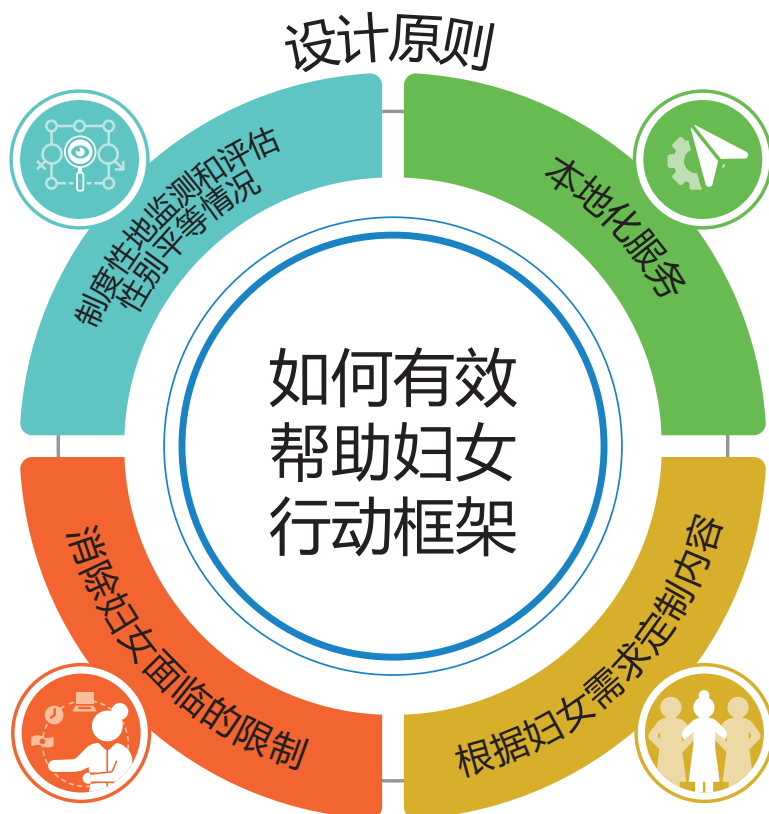 设计原则
制度性地监测和评估
性别平等情况
本地化服务
如何有效
帮助妇女
行动框架
消除妇女面临的限制
根据妇女需求定制内容